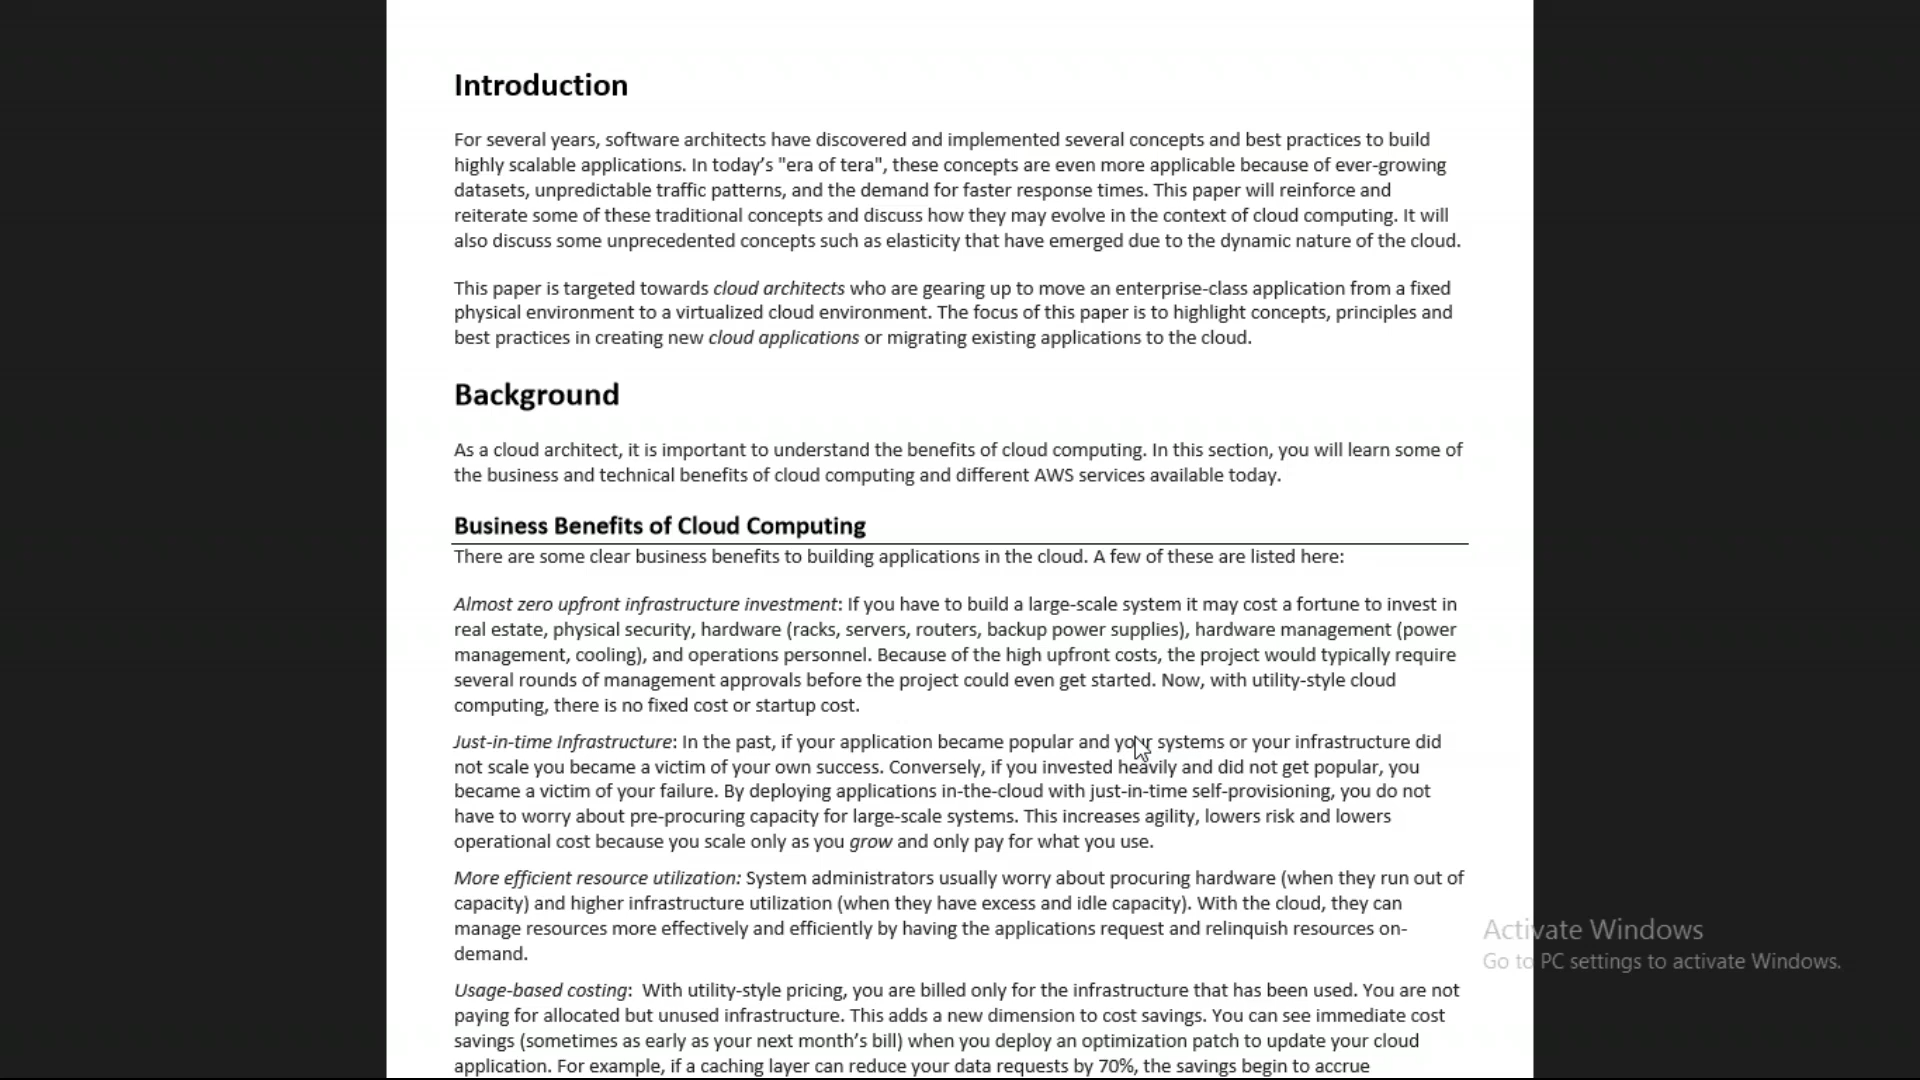 Introduction
For several years, software architects have discovered and implemented several concepts and best practices to build
highly scalable applications. In today’s "era of tera", these concepts are even more applicable because of ever-growing
datasets, unpredictable traffic patterns, and the demand for faster response times. This paper will reinforce and
reiterate some of these traditional concepts and discuss how they may evolve in the context of cloud computing. It will
also discuss some unprecedented concepts such as elasticity that have emerged due to the dynamic nature of the cloud.
This paper is targeted towards cloud architects who are gearing up to move an enterprise-class application from a fixed
physical environment to a virtualized cloud environment. The focus of this paper is to highlight concepts, principles and
best practices in creating new cloud applications or migrating existing applications to the cloud.
Background
As a cloud architect, it is important to understand the benefits of cloud computing. In this section, you will learn some of
the business and technical benefits of cloud computing and different AWS services available today.
Business Benefits of Cloud Computing
There are some clear business benefits to building applications in the cloud. A few of these are listed here:
Almost zero upfront infrastructure investment: If you have to build a large-scale system it may cost a fortune to invest in
real estate, physical security, hardware (racks, servers, routers, backup power supplies), hardware management (power
management, cooling), and operations personnel. Because of the high upfront costs, the project would typically require
several rounds of management approvals before the project could even get started. Now, with utility-style cloud
computing, there is no fixed cost or startup cost.
Just-in-time Infrastructure: In the past, if your application became popular and your systems or your infrastructure did
not scale you became a victim of your own success. Conversely, if you invested heavily and did not get popular, you
became a victim of your failure. By deploying applications in-the-cloud with just-in-time self-provisioning, you do not
have to worry about pre-procuring capacity for large-scale systems. This increases agility, lowers risk and lowers
operational cost because you scale only as you grow and only pay for what you use.
More efficient resource utilization: System administrators usually worry about procuring hardware (when they run out of
capacity) and higher infrastructure utilization (when they have excess and idle capacity). With the cloud, they can
manage resources more effectively and efficiently by having the applications request and relinquish resources on-
demand.
Usage-based costing: With utility-style pricing, you are billed only for the infrastructure that has been used. You are not
paying for allocated but unused infrastructure. This adds a new dimension to cost savings. You can see immediate cost
savings (sometimes as early as your next month’s bill) when you deploy an optimization patch to update your cloud
application. For example, if a caching layer can reduce your data requests by 70%, the savings begin to accrue
Activate Windows
Go to PC settings to activate Windows.